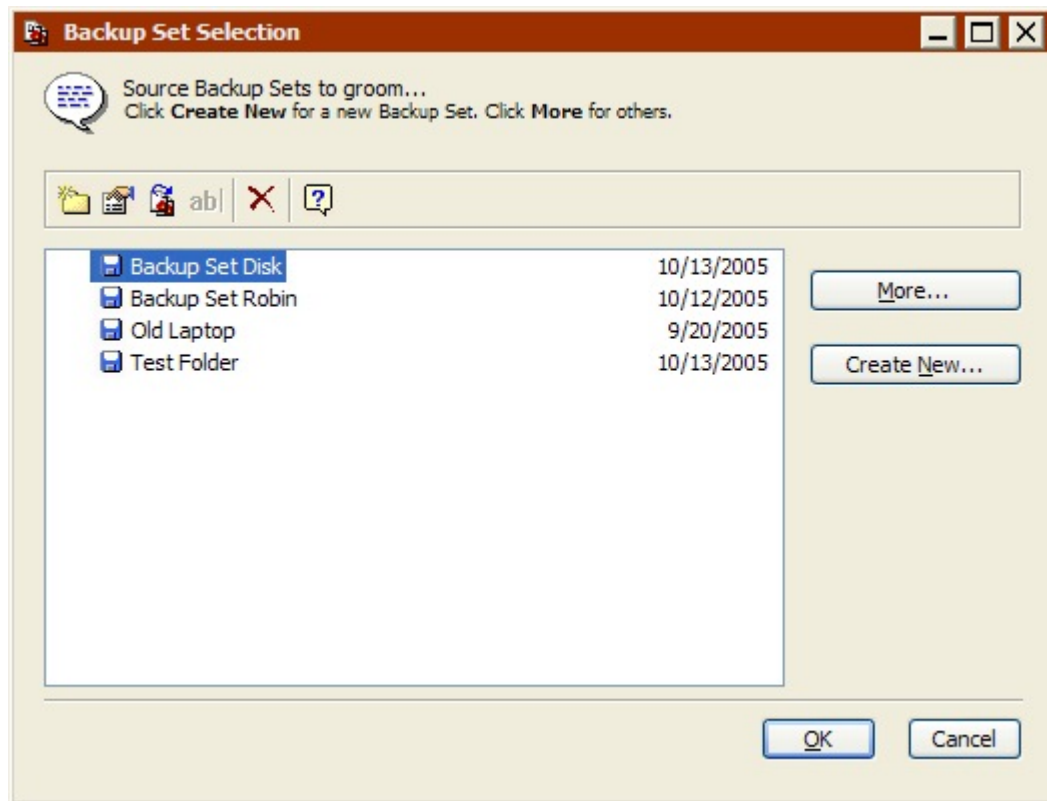 Backup Set Selection
Source Backup Sets to groom...
Click Create New for a new Backup Set. Click More for others.
ab|
Backup Set Disk 10/13/2005
Backup Set Robin 10/12/2005
Old Laptop 9/20/2005
Test Folder 10/13/2005
More...
Create New...
OK Cancel